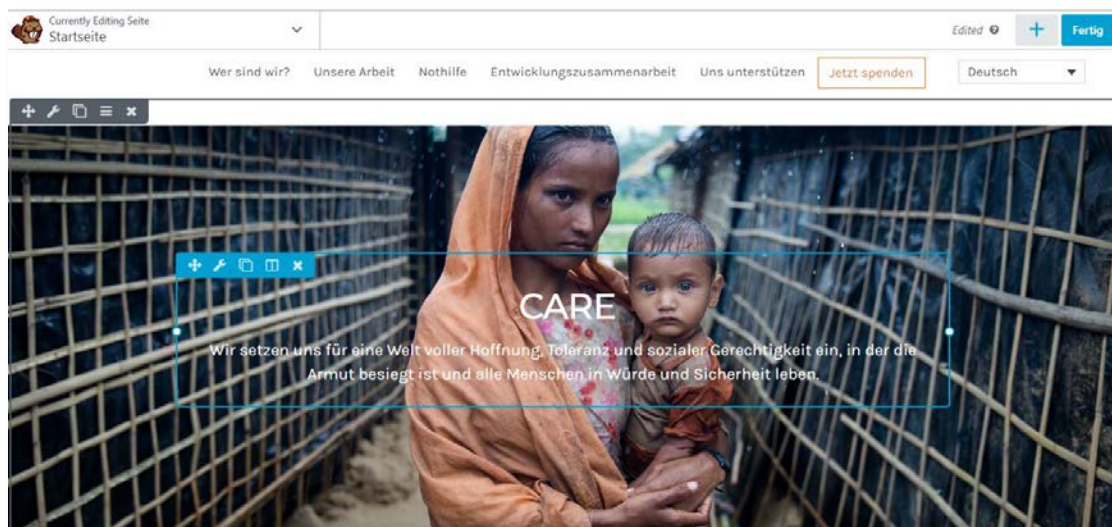 Currently Editing Seite
Startseite
Edited
Fertig
Wer sind wir? Unsere Arbeit Nothilfe Entwicklungszusammenarbeit Uns unterstützen Jetzt spenden Deutsch
CARE
Wir setzen uns für eine Welt voller Hoffnung, Toleranz und sozialer Gerechtigkeit ein, in der die
Armut besiegt ist und alle Menschen in Würde und Sicherheit leben.